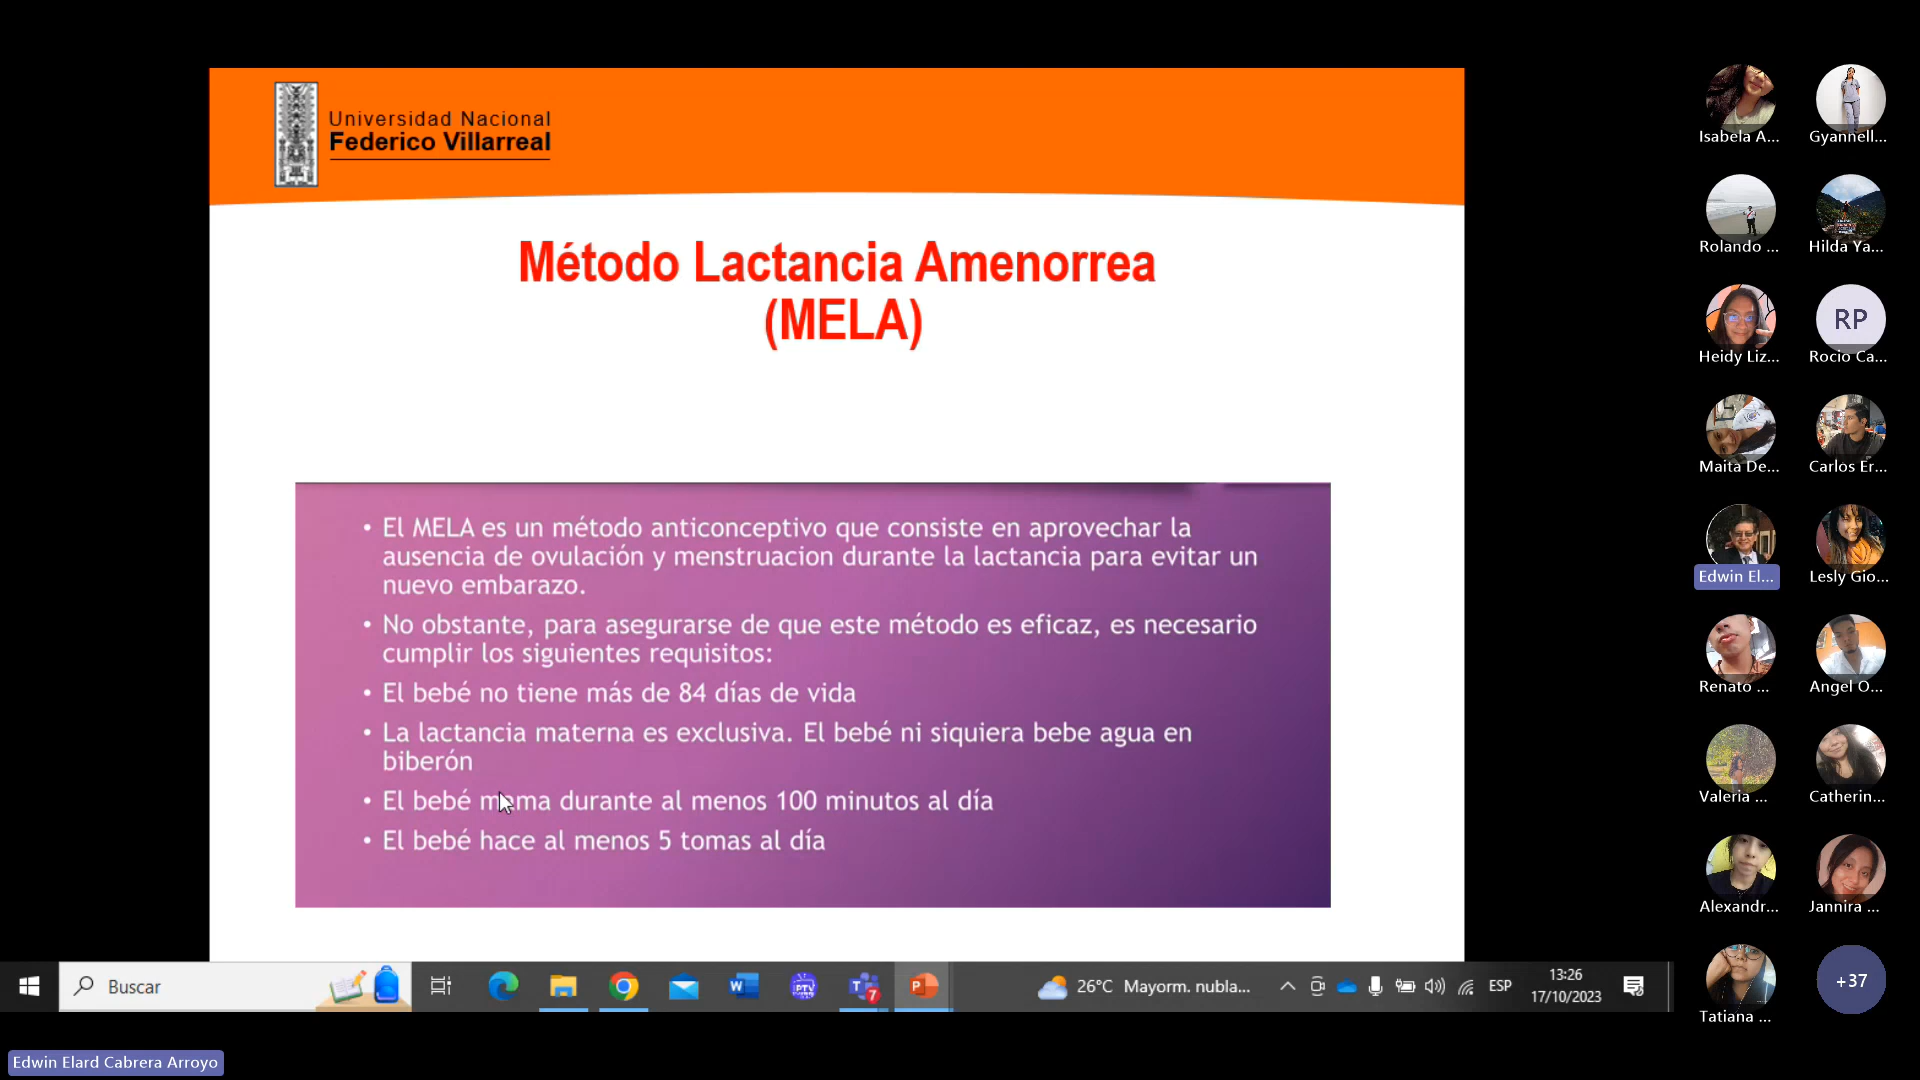 Universidad Nacional
Federico Villarreal
Método Lactancia Amenorrea
(MELA)
• El MELA es un método anticonceptivo que consiste en aprovechar la
ausencia de ovulación y menstruacion durante la lactancia para evitar un
nuevo embarazo.
• No obstante, para asegurarse de que este método es eficaz, es necesario
cumplir los siguientes requisitos:
• El bebé no tiene más de 84 días de vida
• La lactancia materna es exclusiva. El bebé ni siquiera bebe agua en
biberón
• El bebé mama durante al menos 100 minutos al día
• El bebé hace al menos 5 tomas al día
Isabela A...
Gyannell...
Rolando ...
Hilda Ya...
Heidy Liz...
RP
Rocio Ca...
Maita De...
Carlos Er...
Edwin El...
Lesly Gio...
Renato ...
Angel O...
Valeria ...
Catherin...
Alexandr...
Jannira ...
Tatiana ...
+37
Buscar
7
26°C Mayorm. nubla...
ESP
13:26
17/10/2023
Edwin Elard Cabrera Arroyo